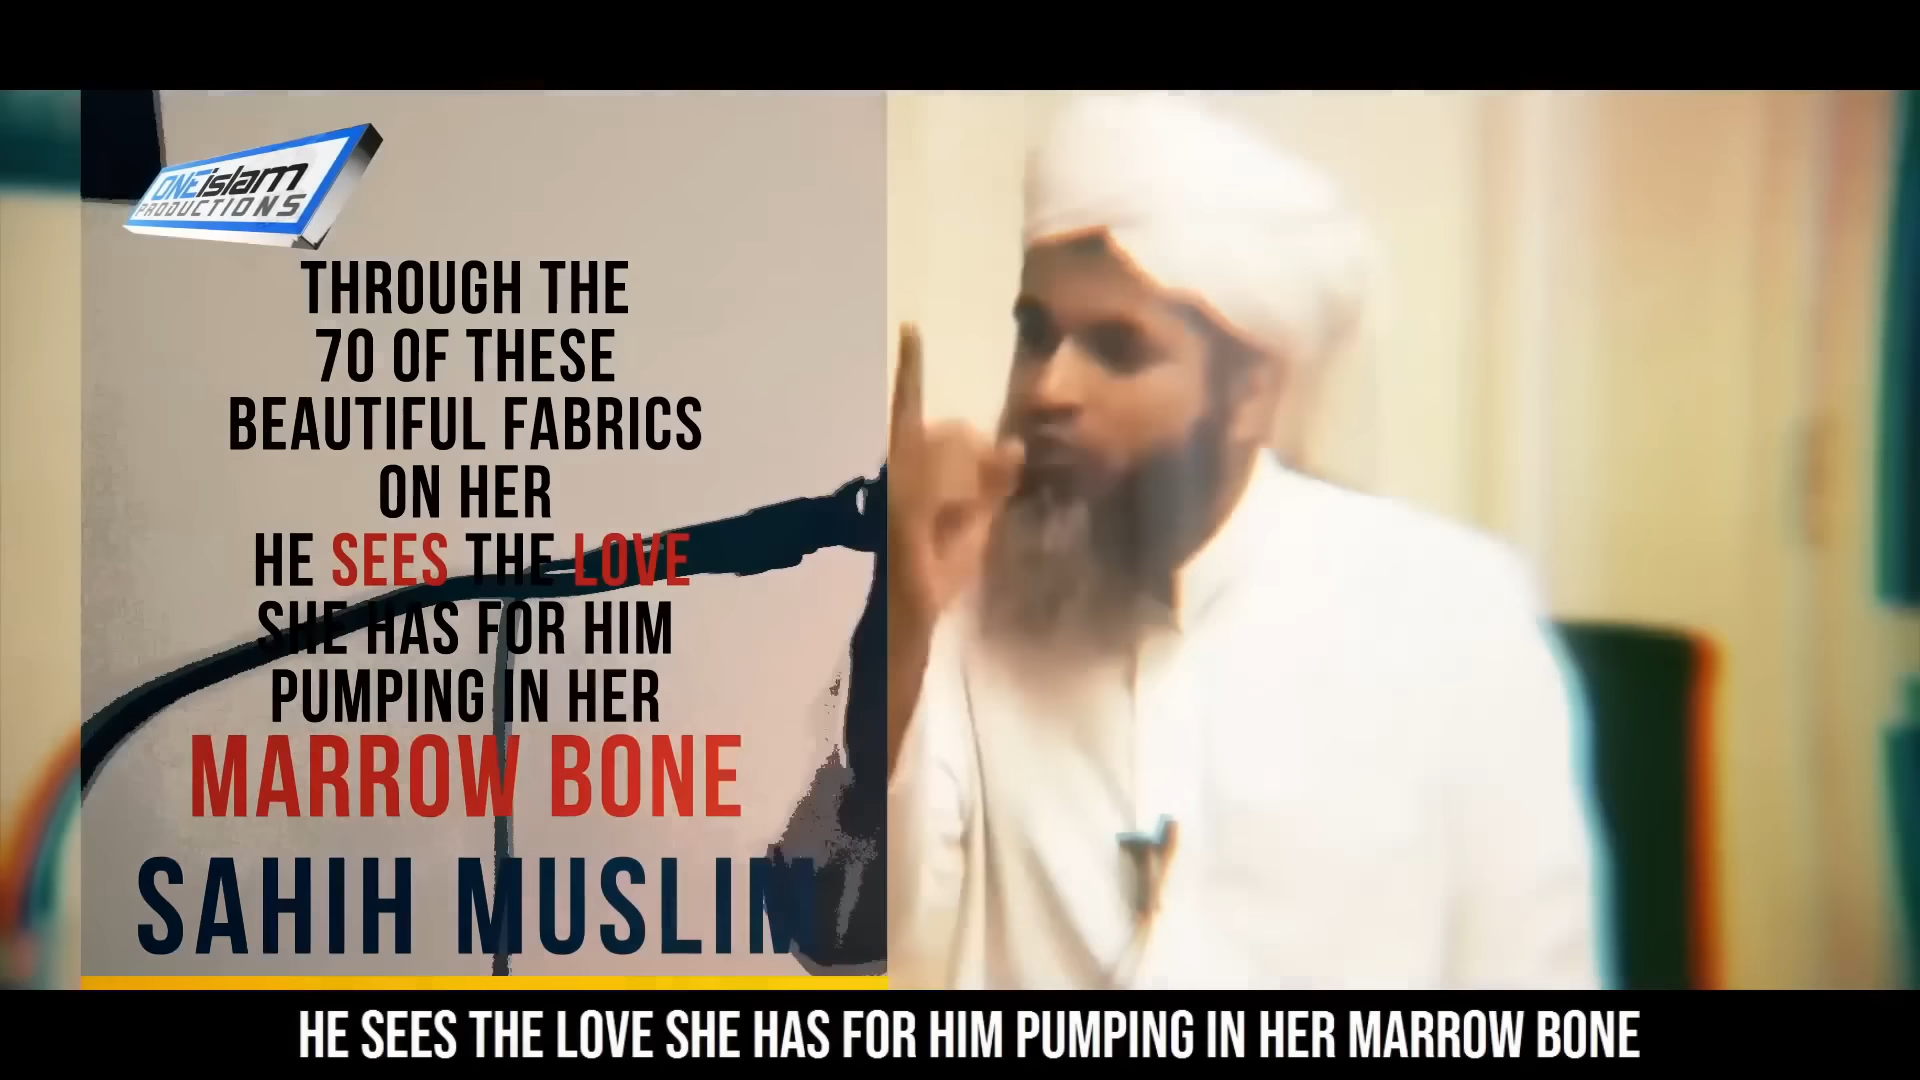 ONEislam
PRODUCTIONS
THROUGH THE
70 OF THESE
BEAUTIFUL FABRICS
ON HER
HE SEES THE LOVE
SHE HAS FOR HIM
PUMPING IN HER
MARROW BONE
SAHIH MUSLIM
HE SEES THE LOVE SHE HAS FOR HIM PUMPING IN HER MARROW BONE